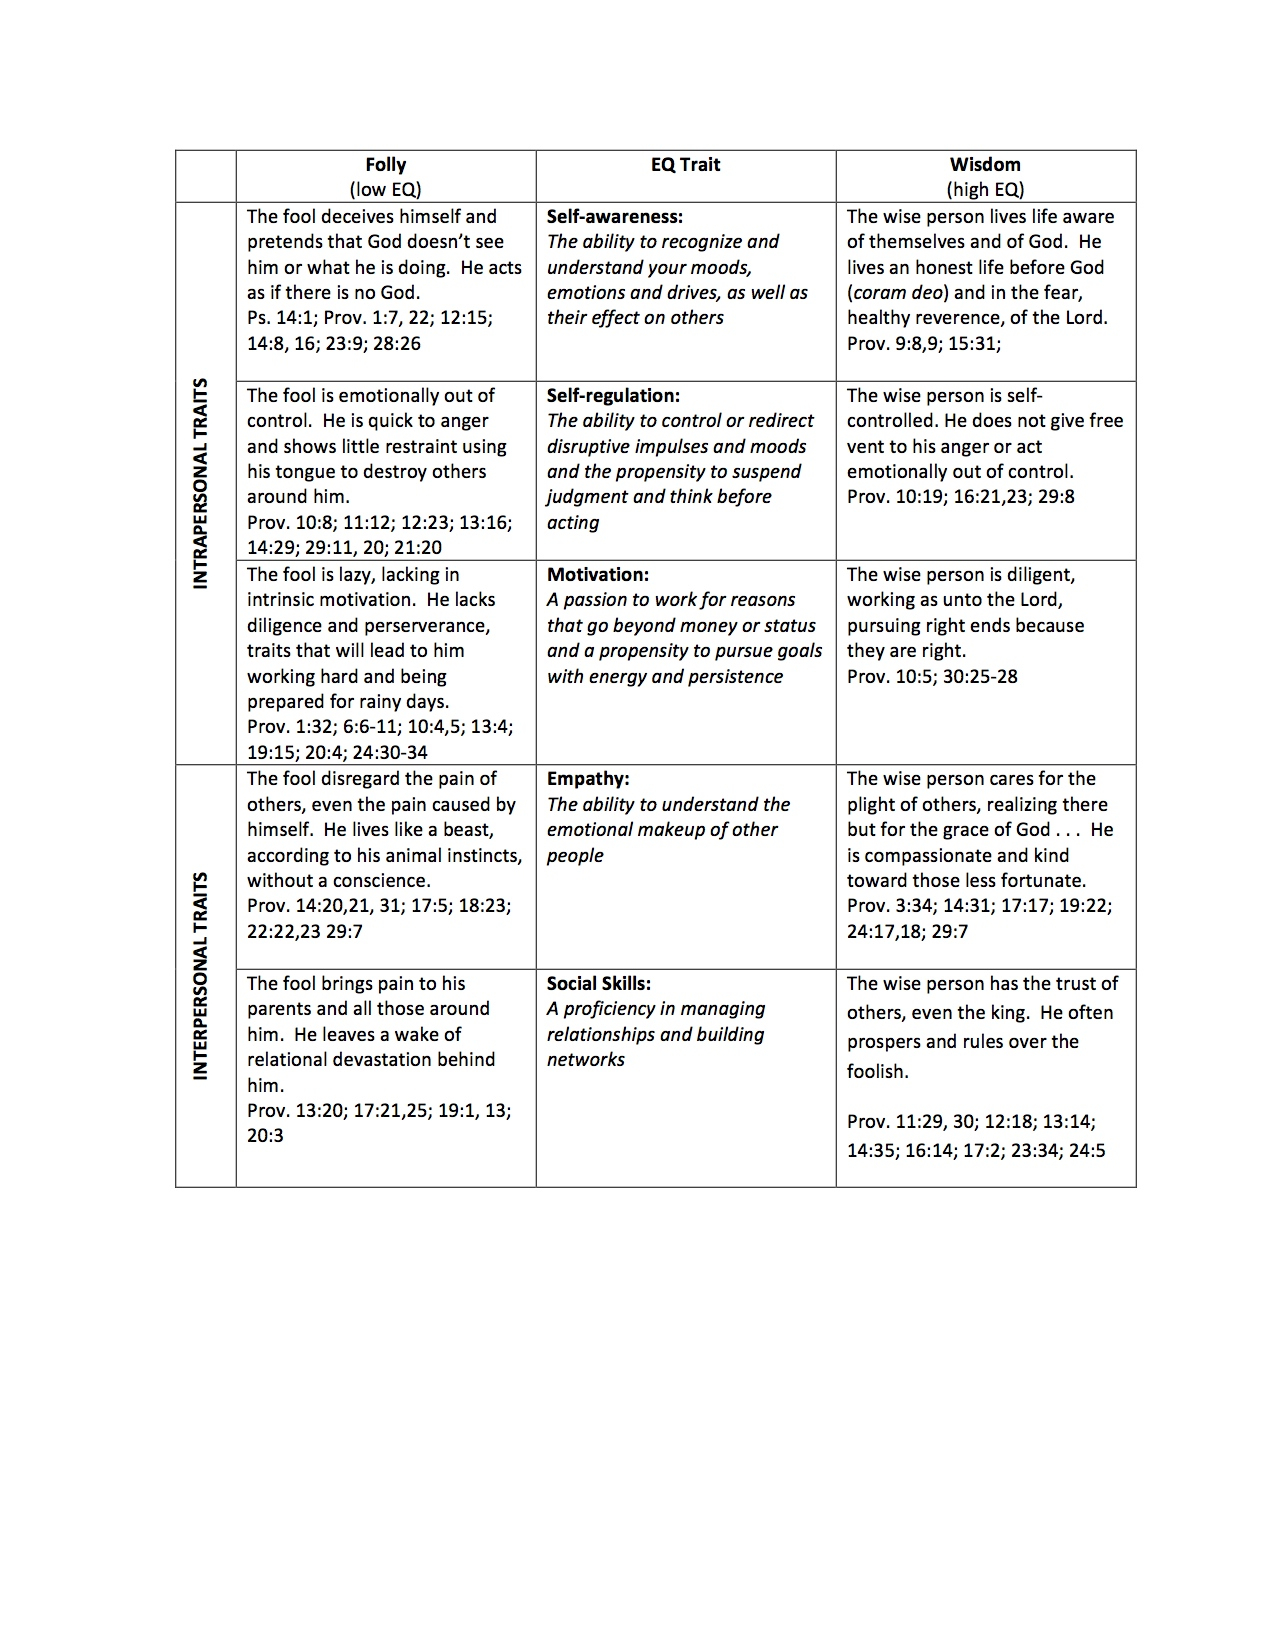 Folly
(low EQ)
EQ Trait
Wisdom
(high EQ)
INTRAPERSONAL TRAITS
The fool deceives himself and
pretends that God doesn’t see
him or what he is doing.  He acts
as if there is no God.
Ps. 14:1; Prov. 1:7, 22; 12:15;
14:8, 16; 23:9; 28:26
Self-awareness:
The ability to recognize and
understand your moods,
emotions and drives, as well as
their effect on others
The wise person lives life aware
of themselves and of God.  He
lives an honest life before God
(coram deo) and in the fear,
healthy reverence, of the Lord.
Prov. 9:8,9; 15:31;
The fool is emotionally out of
control.  He is quick to anger
and shows little restraint using
his tongue to destroy others
around him.
Prov. 10:8; 11:12; 12:23; 13:16;
14:29; 29:11, 20; 21:20
Self-regulation:
The ability to control or redirect
disruptive impulses and moods
and the propensity to suspend
judgment and think before
acting
The wise person is self-
controlled. He does not give free
vent to his anger or act
emotionally out of control.
Prov. 10:19; 16:21,23; 29:8
The fool is lazy, lacking in
intrinsic motivation.  He lacks
diligence and perserverance,
traits that will lead to him
working hard and being
prepared for rainy days.
Prov. 1:32; 6:6-11; 10:4,5; 13:4;
19:15; 20:4; 24:30-34
Motivation:
A passion to work for reasons
that go beyond money or status
and a propensity to pursue goals
with energy and persistence
The wise person is diligent,
working as unto the Lord,
pursuing right ends because
they are right.
Prov. 10:5; 30:25-28
INTERPERSONAL TRAITS
The fool disregard the pain of
others, even the pain caused by
himself.  He lives like a beast,
according to his animal instincts,
without a conscience.
Prov. 14:20,21, 31; 17:5; 18:23;
22:22,23 29:7
Empathy:
The ability to understand the
emotional makeup of other
people
The wise person cares for the
plight of others, realizing there
but for the grace of God . . .  He
is compassionate and kind
toward those less fortunate.
Prov. 3:34; 14:31; 17:17; 19:22;
24:17,18; 29:7
The fool brings pain to his
parents and all those around
him.  He leaves a wake of
relational devastation behind
him.
Prov. 13:20; 17:21,25; 19:1, 13;
20:3
Social Skills:
A proficiency in managing
relationships and building
networks
The wise person has the trust of
others, even the king.  He often
prospers and rules over the
foolish.
Prov. 11:29, 30; 12:18; 13:14;
14:35; 16:14; 17:2; 23:34; 24:5